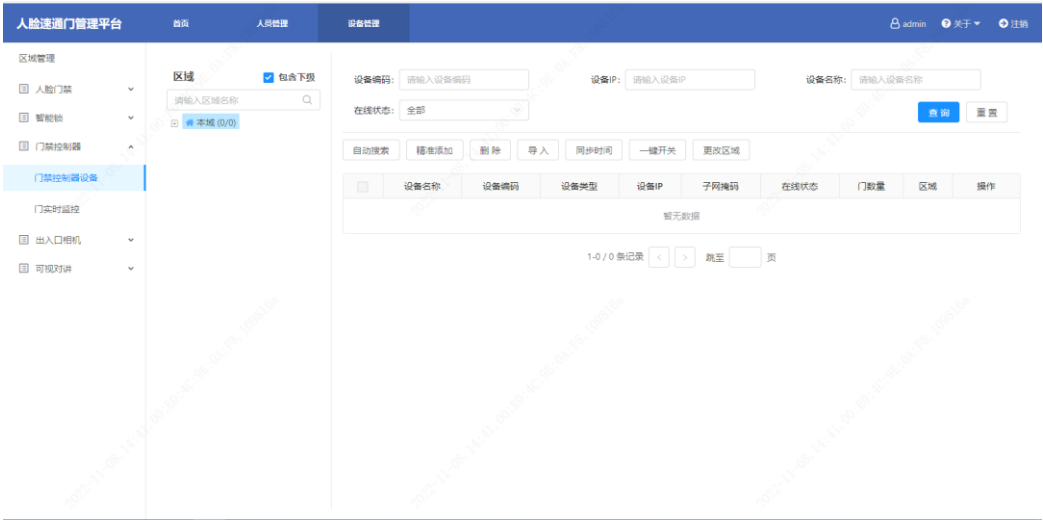 人脸速通门管理平台 首页 人员管理 设备管理 admin 关于 注销
区域管理
人脸门禁
智能锁
门禁控制器
门禁控制器设备
门实时监控
出入口相机
可视对讲
区域 包含下级
请输入区域名称
本域 (0/0)
设备编码: 请输入设备编码 设备IP: 请输入设备IP 设备名称: 请输入设备名称
在线状态: 全部 查询 重置
自动搜索 精准添加 删除 导入 同步时间 一键开关 更改区域
设备名称 设备编码 设备类型 设备IP 子网掩码 在线状态 门数量 区域 操作
暂无数据
1-0 / 0 条记录 < > 跳至 页